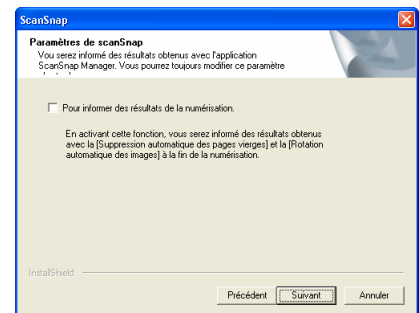 ScanSnap
Paramètres de scanSnap
Vou serez informé des résultats obtenus avec l'application
ScanSnap Manager. Vous pourrez toujours modifier ce paramètre
Pour informer des résultats de la numérisation.
En activant cette fonction, vous serez informé des résultats obtenus
avec la [Suppression automatique des pages vierges] et la [Rotation
automatique des images] à la fin de la numérisation.
InstallShield
Précédent Suivant Annuler